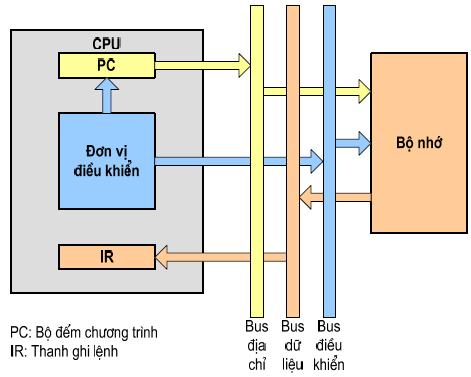 CPU
PC
Đơn vị
điều khiển
IR
Bộ nhớ
PC: Bộ đếm chương trình
IR: Thanh ghi lệnh
Bus
địa
chỉ
Bus
dữ
liệu
Bus
điều
khiển